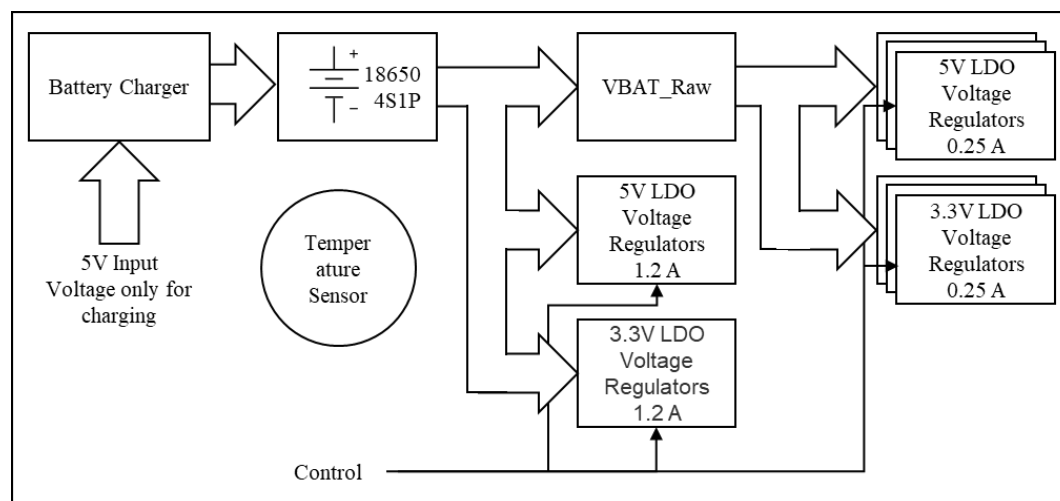 Battery Charger
+
18650
4S1P
−
VBAT_Raw
5V LDO
Voltage
Regulators
0.25 A
5V LDO
Voltage
Regulators
1.2 A
3.3V LDO
Voltage
Regulators
0.25 A
Temper
ature
Sensor
5V Input
Voltage only for
charging
3.3V LDO
Voltage
Regulators
1.2 A
Control